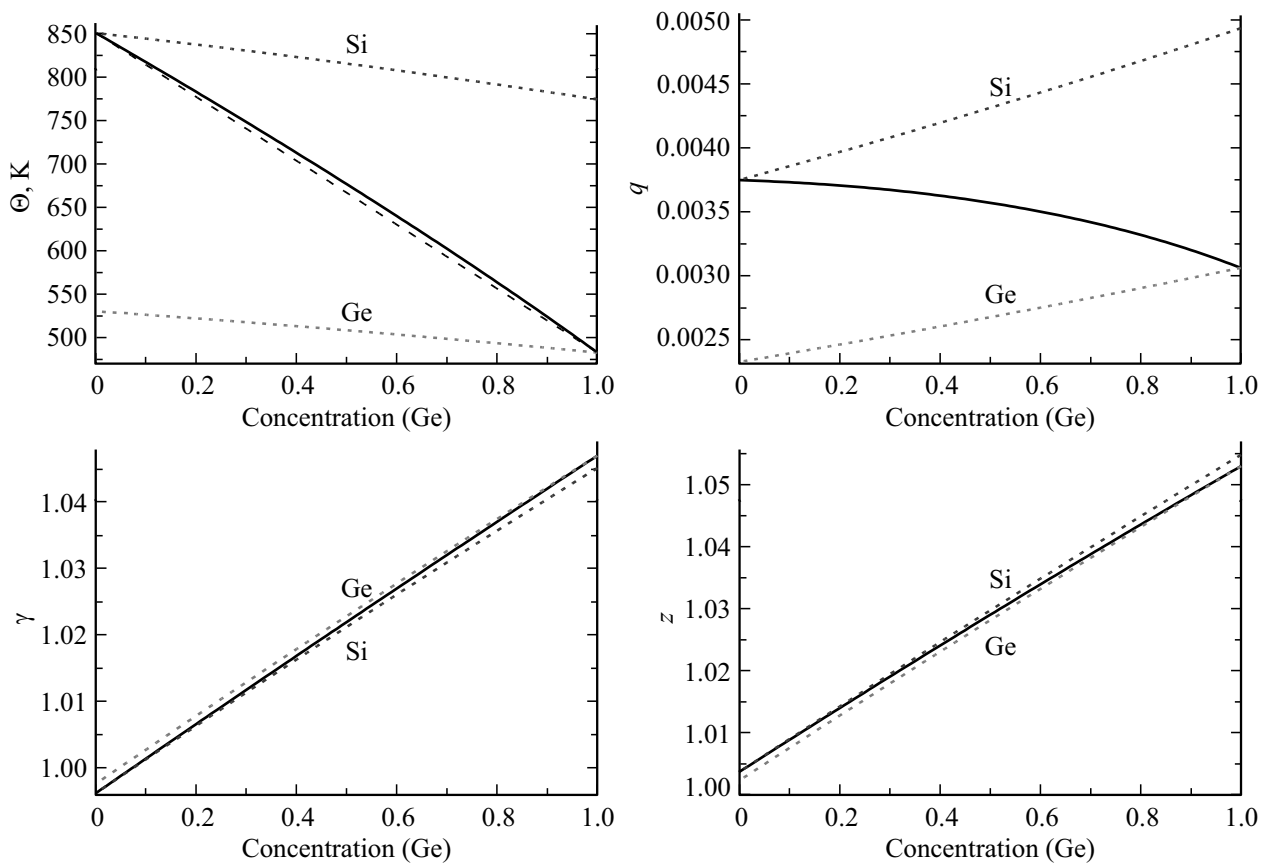 850
800
750
700
650
600
550
500
Θ, K
Si
Ge
0 0.2 0.4 0.6 0.8 1.0
Concentration (Ge)
0.0050
0.0045
0.0040
0.0035
0.0030
0.0025
q
Si
Ge
0 0.2 0.4 0.6 0.8 1.0
Concentration (Ge)
1.04
1.03
1.02
1.01
1.00
γ
Ge
Si
0 0.2 0.4 0.6 0.8 1.0
Concentration (Ge)
1.05
1.04
1.03
1.02
1.01
1.00
z
Si
Ge
0 0.2 0.4 0.6 0.8 1.0
Concentration (Ge)